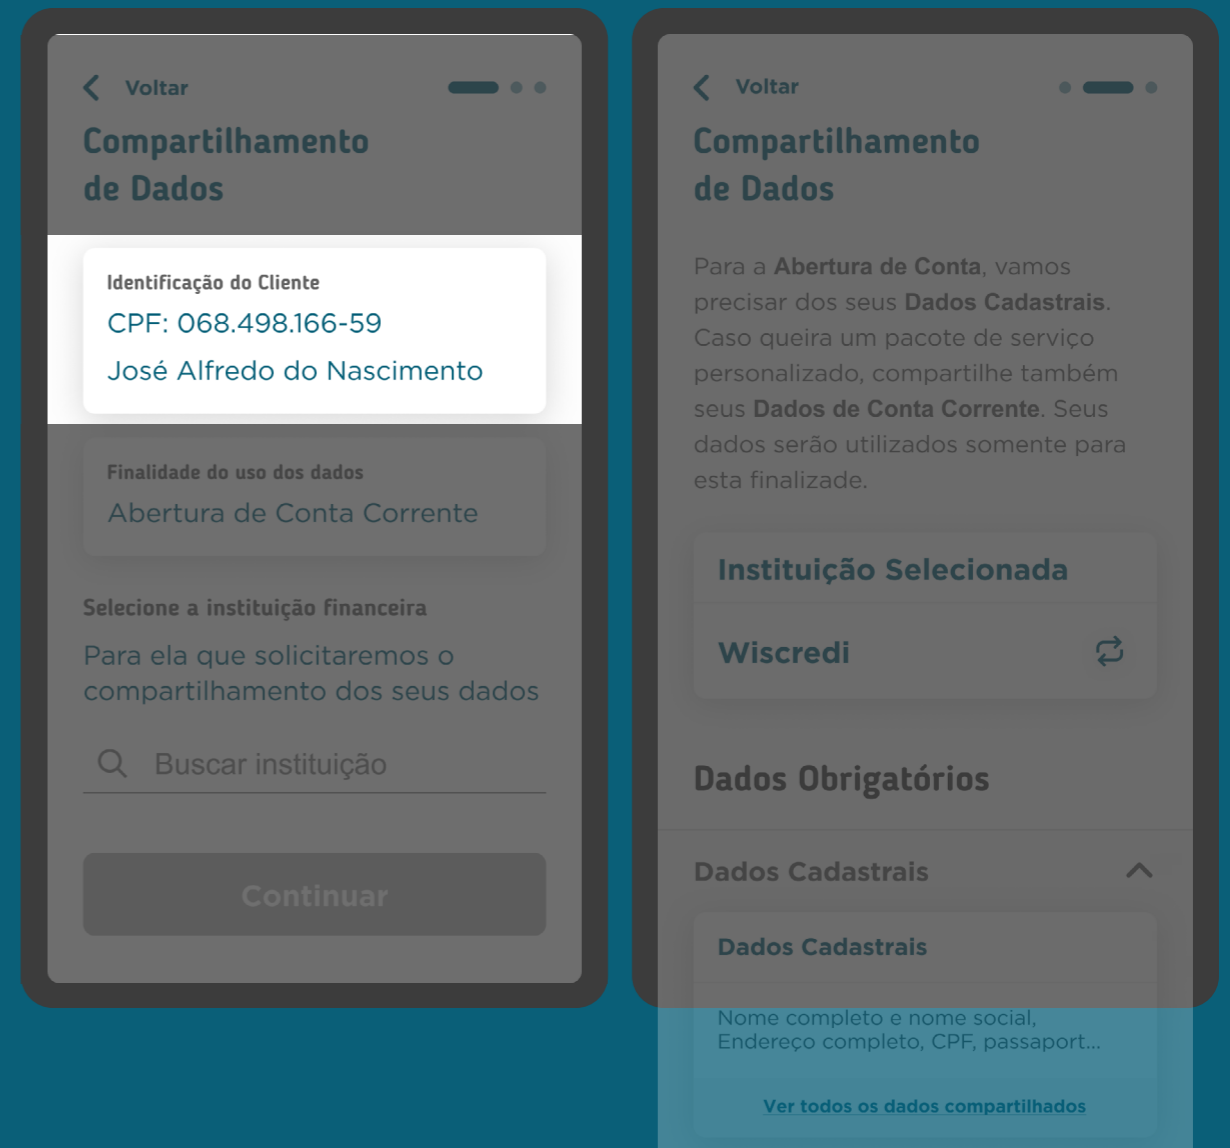 Voltar
Compartilhamento
de Dados
Identificação do Cliente
CPF: 068.498.166-59
José Alfredo do Nascimento
Finalidade do uso dos dados
Abertura de Conta Corrente
Selecione a instituição financeira
Para ela que solicitaremos o
compartilhamento dos seus dados
Buscar instituição
Continuar
Voltar
Compartilhamento
de Dados
Para a Abertura de Conta, vamos
precisar dos seus Dados Cadastrais.
Caso queira um pacote de serviço
personalizado, compartilhe também
seus Dados de Conta Corrente. Seus
dados serão utilizados somente para
esta finalizade.
Instituição Selecionada
Wiscredi
Dados Obrigatórios
Dados Cadastrais
Dados Cadastrais
Nome completo e nome social,
Endereço completo, CPF, passaport...
Ver todos os dados compartilhados